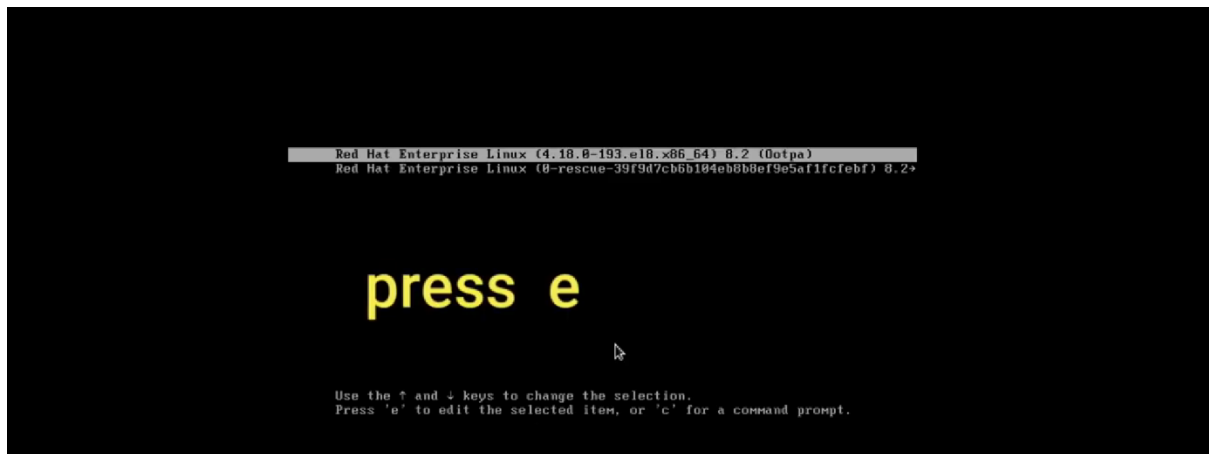 Red Hat Enterprise Linux (4.18.0-193.el8.x86_64) 8.2 (Ootpa)
Red Hat Enterprise Linux (0-rescue-39f9d7cb6b104eb8b8ef9e5af1fcfebf) 8.2→
press e
Use the ↑ and ↓ keys to change the selection.
Press 'e' to edit the selected item, or 'c' for a command prompt.